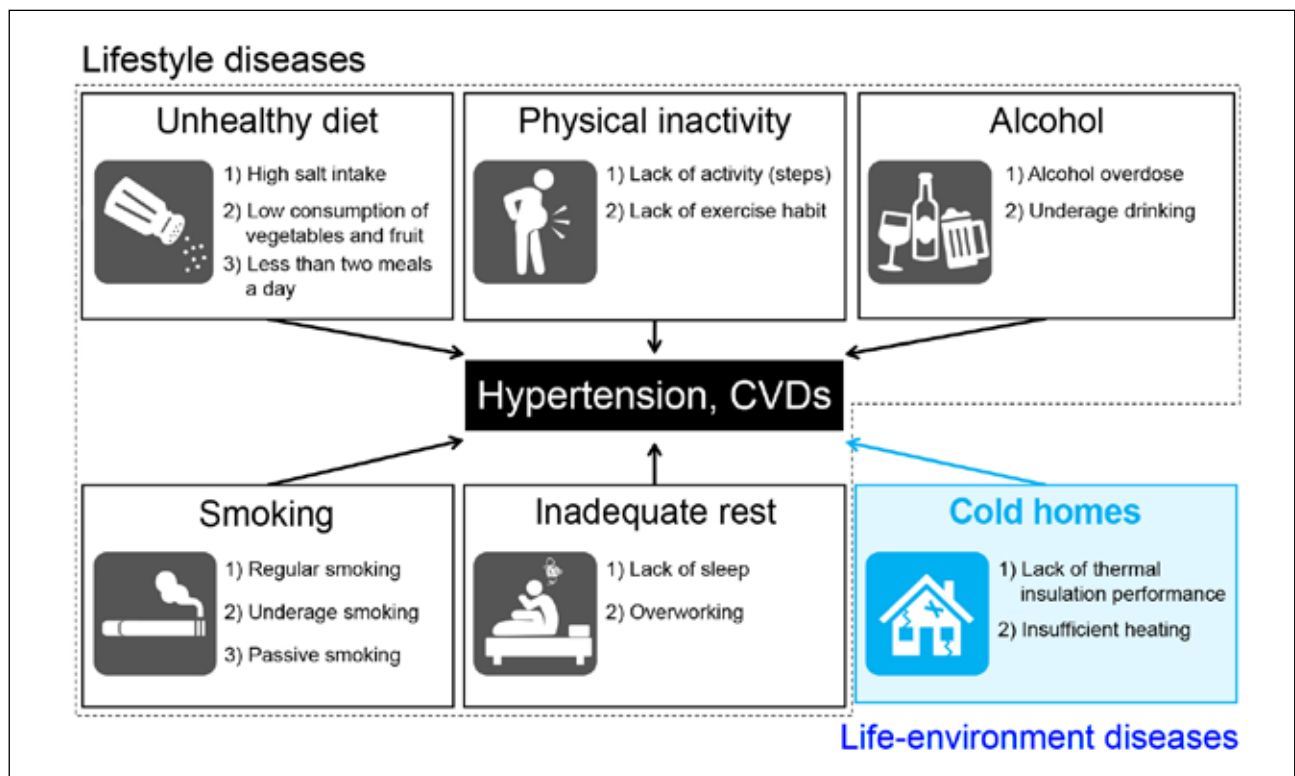 Lifestyle diseases
Unhealthy diet
1) High salt intake
2) Low consumption of
vegetables and fruit
3) Less than two meals
a day
Physical inactivity
1) Lack of activity (steps)
2) Lack of exercise habit
Alcohol
1) Alcohol overdose
2) Underage drinking
Hypertension, CVDs
Smoking
1) Regular smoking
2) Underage smoking
3) Passive smoking
Inadequate rest
1) Lack of sleep
2) Overworking
Cold homes
1) Lack of thermal
insulation performance
2) Insufficient heating
Life-environment diseases